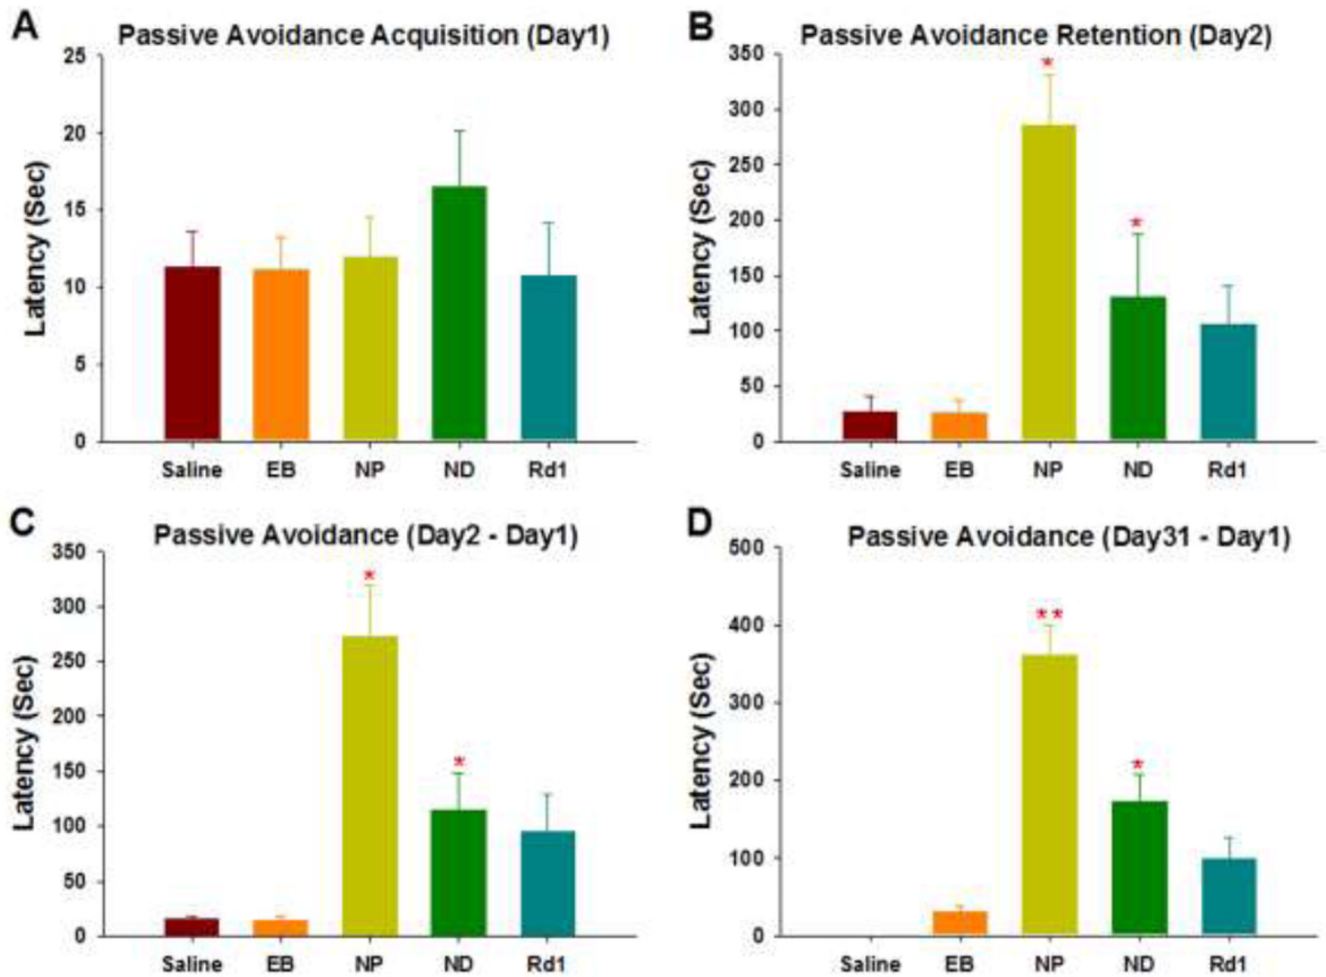 A
Passive Avoidance Acquisition (Day1)
25
20
15
10
5
0
Latency (Sec)
Saline EB NP ND Rd1
B
Passive Avoidance Retention (Day2)
350
300
250
200
150
100
50
0
Latency (Sec)
*
*
Saline EB NP ND Rd1
C
Passive Avoidance (Day2 - Day1)
350
300
250
200
150
100
50
0
Latency (Sec)
*
*
Saline EB NP ND Rd1
D
Passive Avoidance (Day31 - Day1)
500
400
300
200
100
0
Latency (Sec)
**
*
Saline EB NP ND Rd1